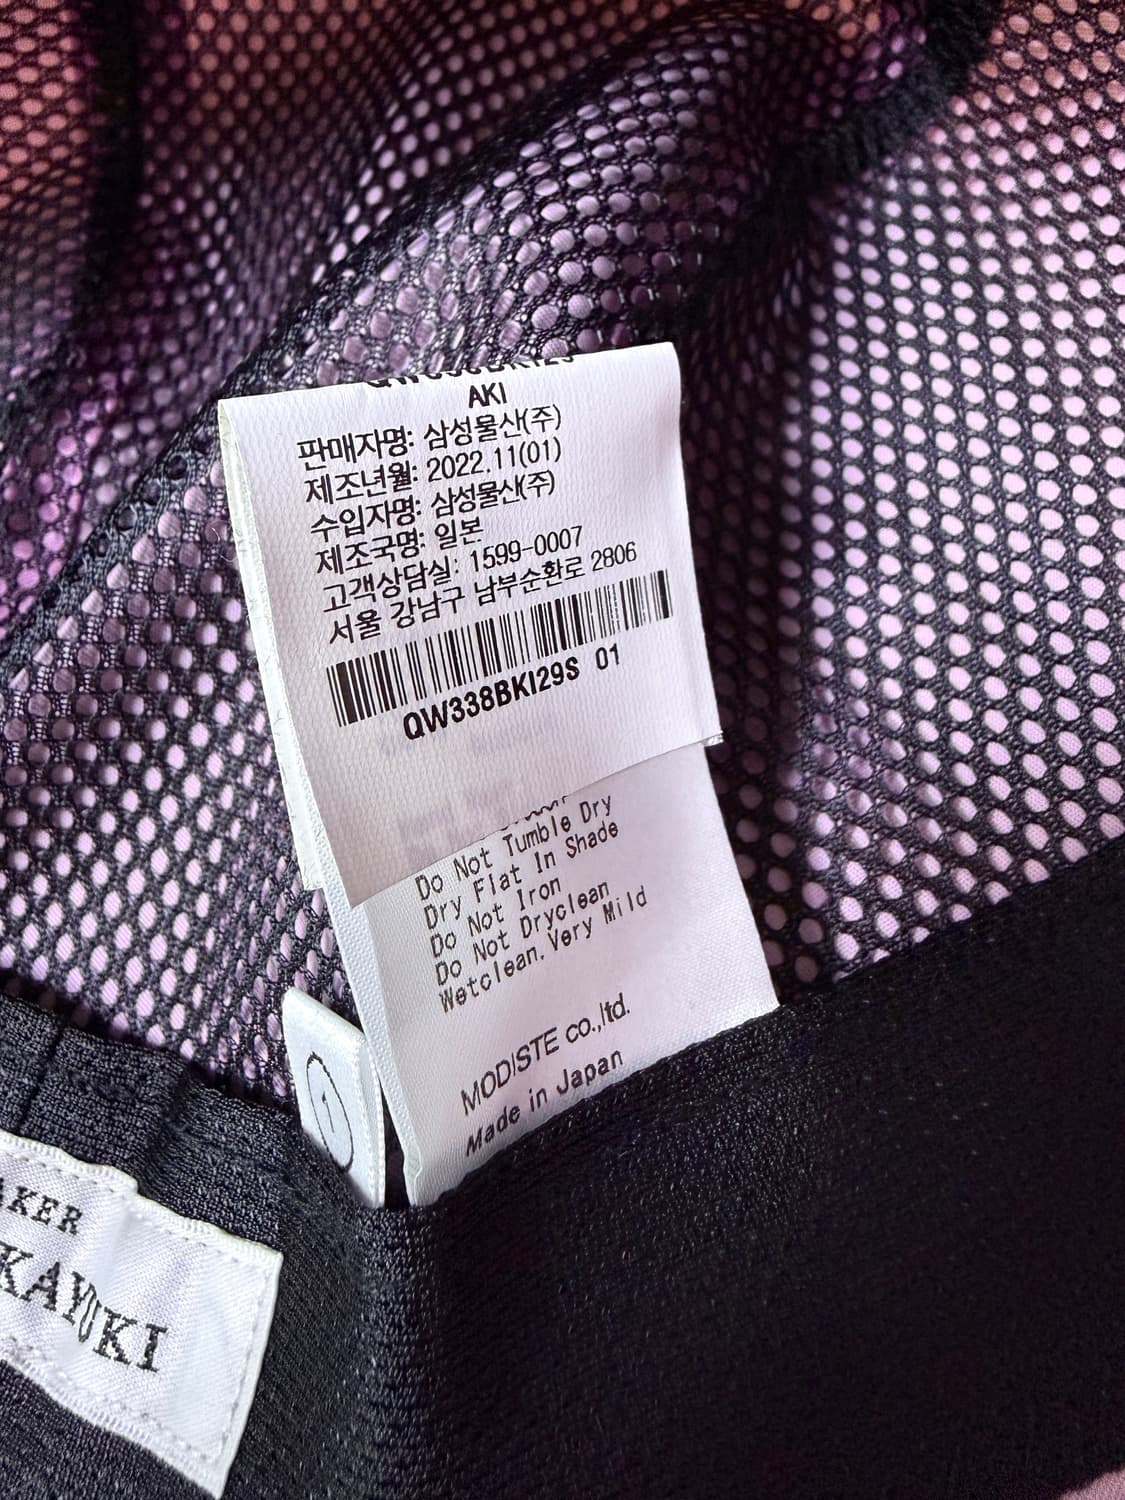 AKI
판매자명: 삼성물산(주)
제조년월: 2022.11(01)
수입자명: 삼성물산(주)
제조국명: 일본
고객상담실: 1599-0007
서울 강남구 남부순환로 2806
QW338BKI29S 01
Do Not Tumble Dry
Dry Flat In Shade
Do Not Iron
Do Not Dryclean
Wetclean.Very Mild
MODISTE co.,ltd.
Made in Japan
1
AKER
KAYUKI